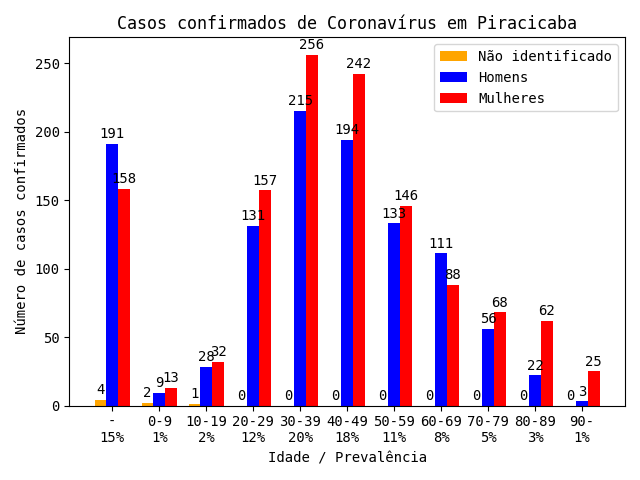 Casos confirmados de Coronavírus em Piracicaba
Número de casos confirmados
250
200
150
100
50
0
Não identificado
Homens
Mulheres
4 191 158
2 9 13
1 28 32
0 131 157
0 215 256
0 194 242
0 133 146
0 111 88
0 56 68
0 22 62
0 3 25
- 0-9 10-19 20-29 30-39 40-49 50-59 60-69 70-79 80-89 90-
15% 1% 2% 12% 20% 18% 11% 8% 5% 3% 1%
Idade / Prevalência